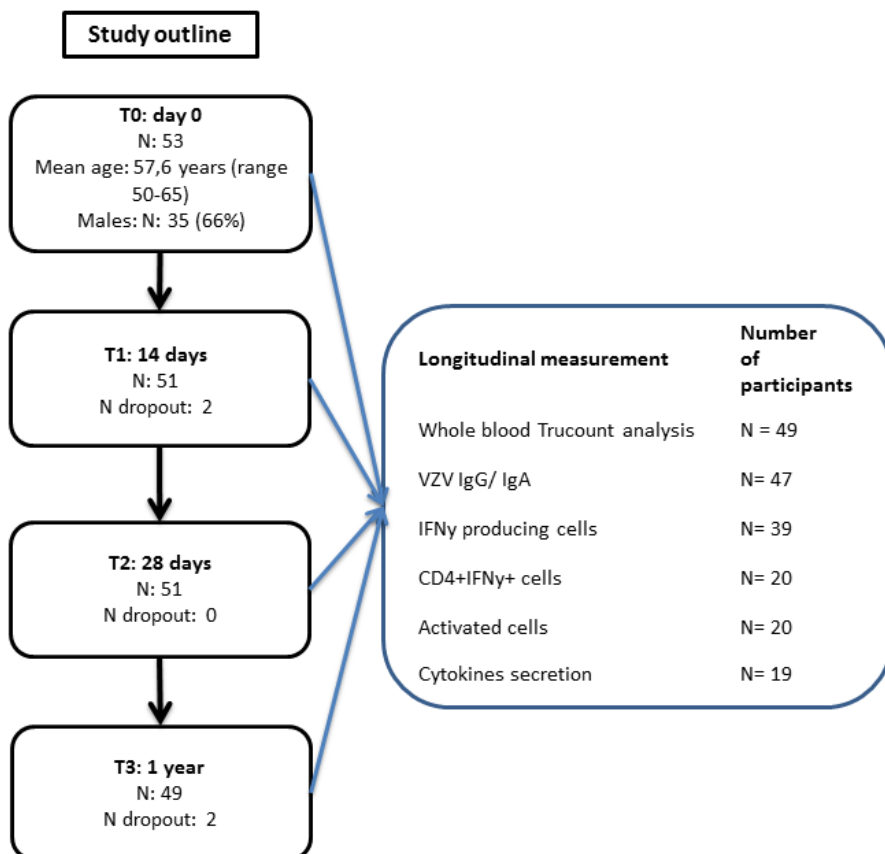 Study outline
T0: day 0
N: 53
Mean age: 57,6 years (range
50-65)
Males: N: 35 (66%)
T1: 14 days
N: 51
N dropout: 2
T2: 28 days
N: 51
N dropout: 0
T3: 1 year
N: 49
N dropout: 2
Longitudinal measurement
Number
of
participants
Whole blood Trucount analysis N = 49
VZV IgG/ IgA N= 47
IFNy producing cells N= 39
CD4+IFNy+ cells N= 20
Activated cells N= 20
Cytokines secretion N= 19